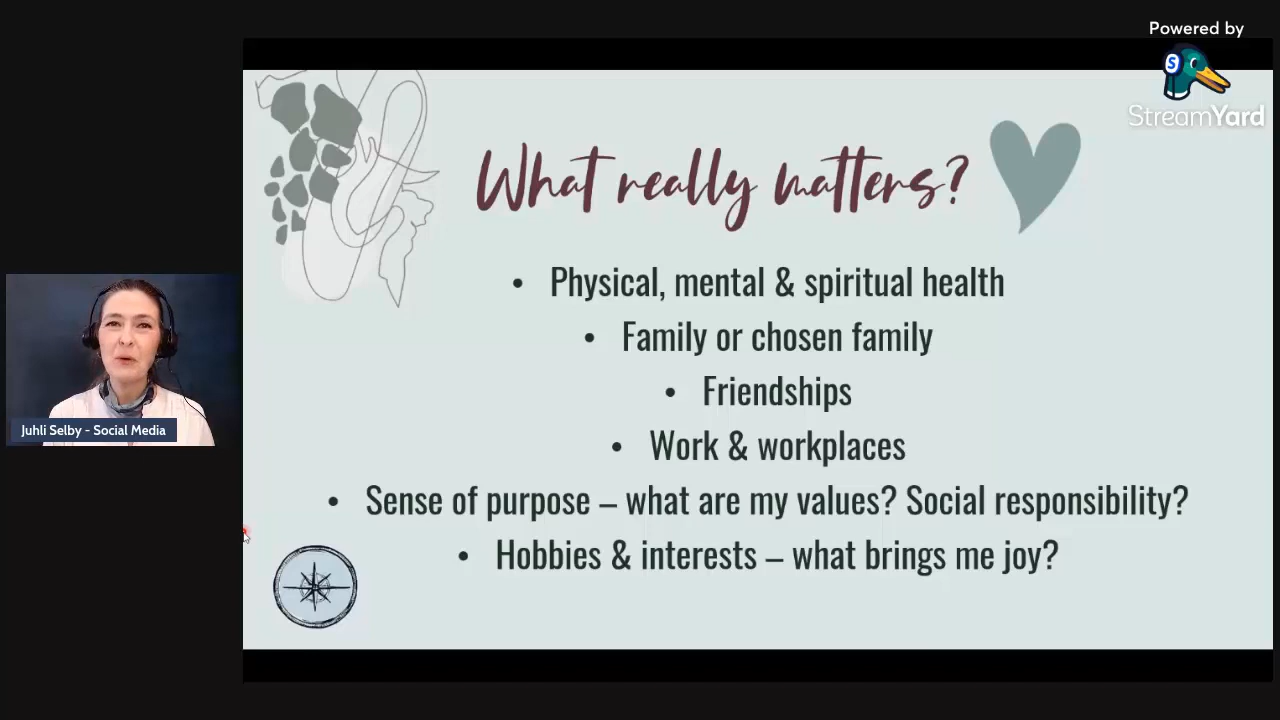 Powered by
StreamYard
What really matters?
• Physical, mental & spiritual health
• Family or chosen family
• Friendships
• Work & workplaces
• Sense of purpose – what are my values? Social responsibility?
• Hobbies & interests – what brings me joy?
Juhli Selby - Social Media